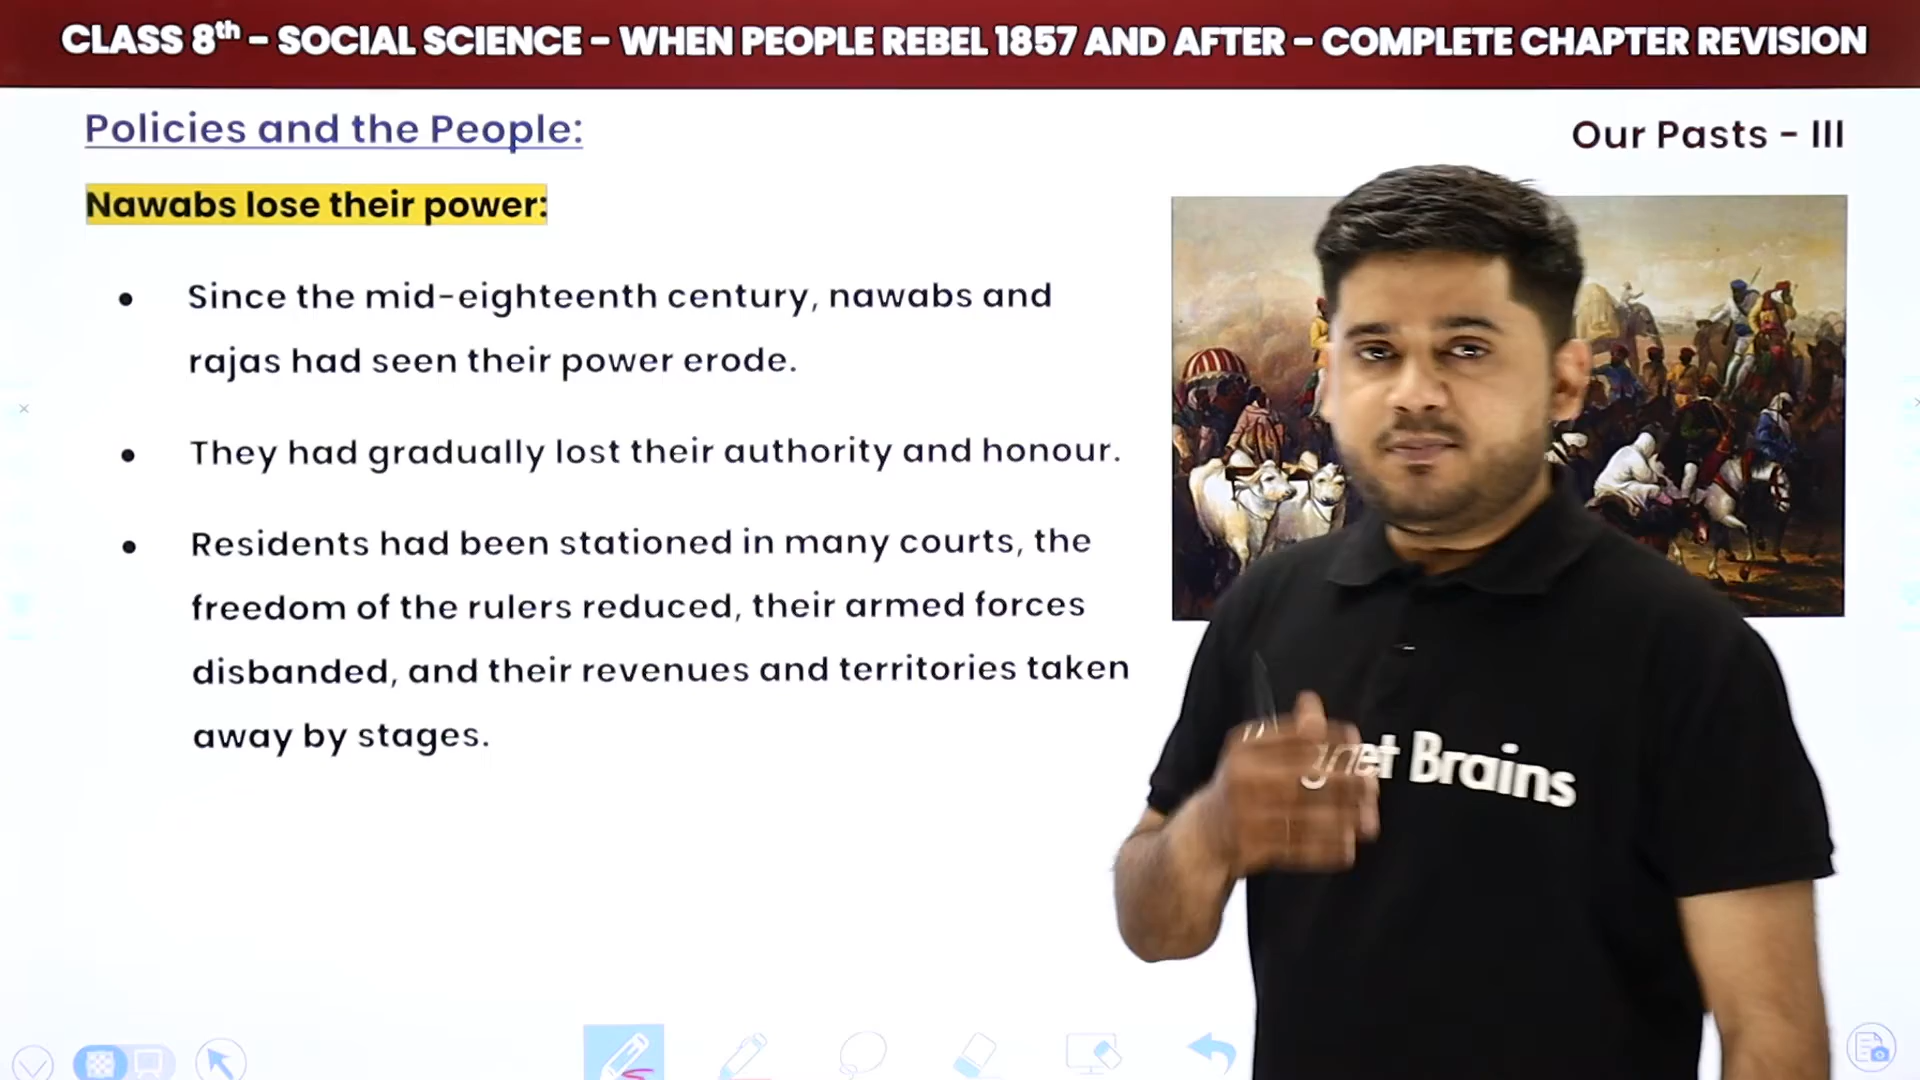 CLASS 8th – SOCIAL SCIENCE – WHEN PEOPLE REBEL 1857 AND AFTER – COMPLETE CHAPTER REVISION
Policies and the People:
Our Pasts - III
Nawabs lose their power:
• Since the mid-eighteenth century, nawabs and
rajas had seen their power erode.
• They had gradually lost their authority and honour.
• Residents had been stationed in many courts, the
freedom of the rulers reduced, their armed forces
disbanded, and their revenues and territories taken
away by stages.
Brains